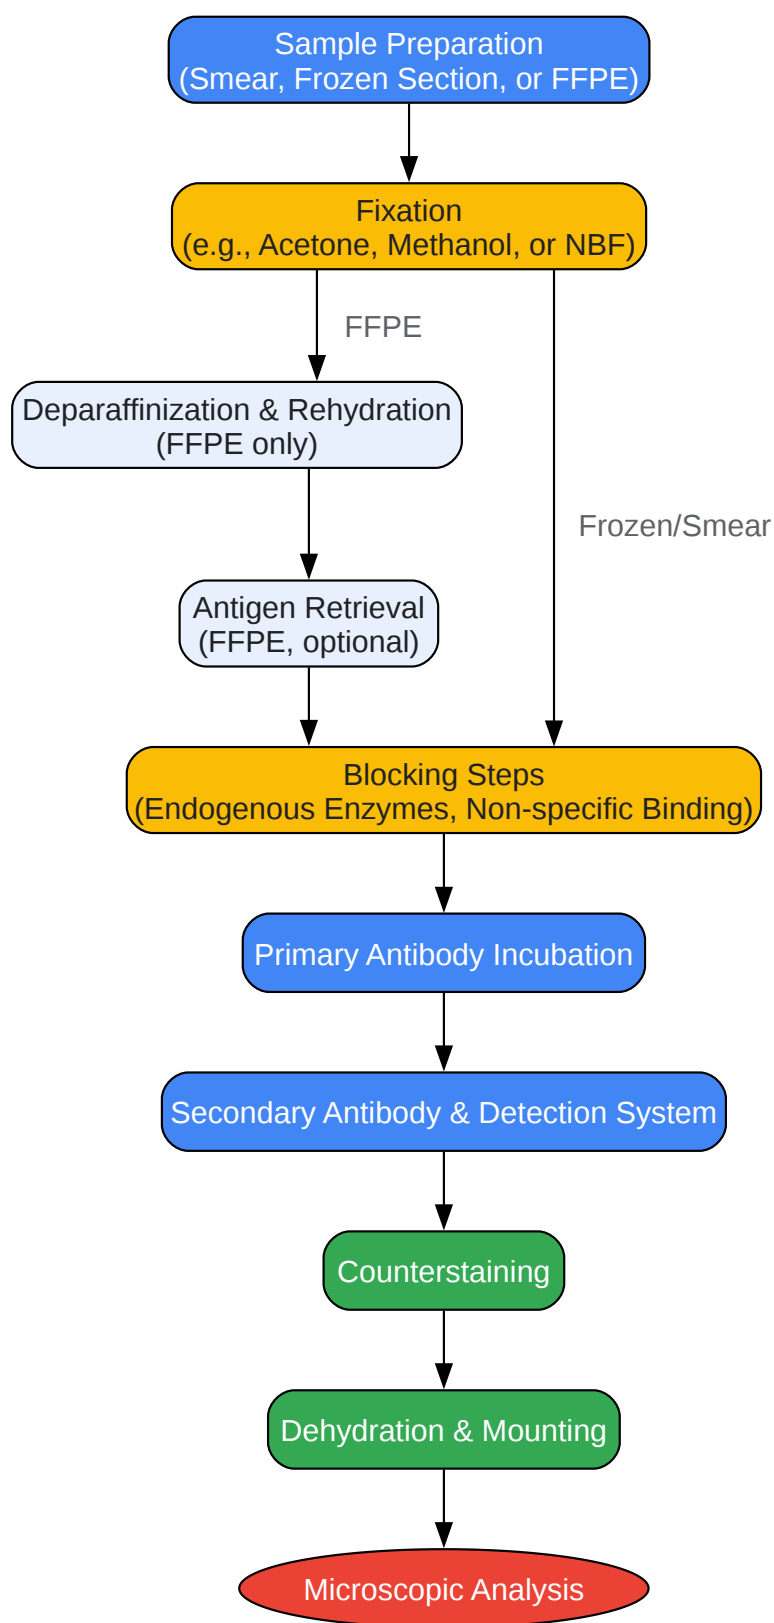 Sample Preparation
(Smear, Frozen Section, or FFPE)
Fixation
(e.g., Acetone, Methanol, or NBF)
FFPE
Deparaffinization & Rehydration
(FFPE only)
Frozen/Smear
Antigen Retrieval
(FFPE, optional)
Blocking Steps
(Endogenous Enzymes, Non-specific Binding)
Primary Antibody Incubation
Secondary Antibody & Detection System
Counterstaining
Dehydration & Mounting
Microscopic Analysis